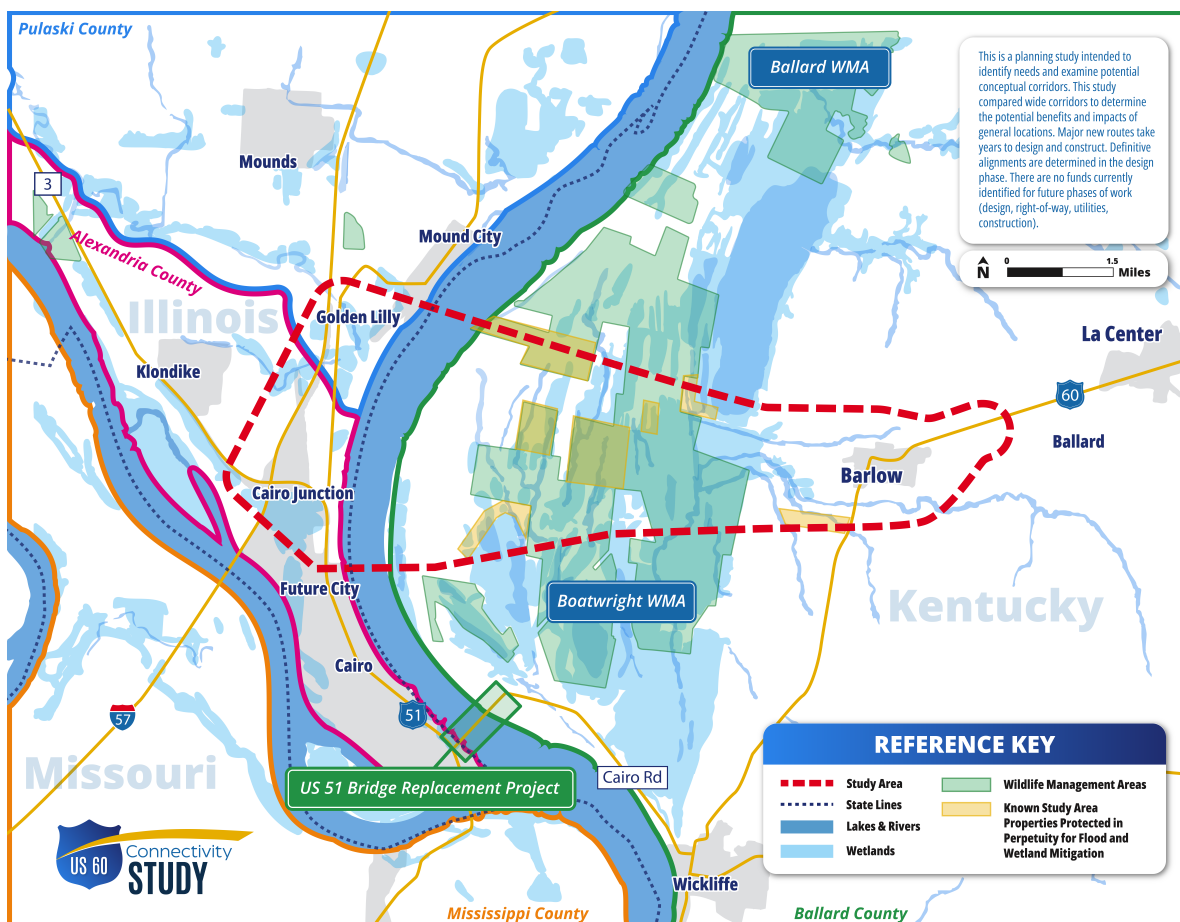 Pulaski County
Ballard WMA
This is a planning study intended to
identify needs and examine potential
conceptual corridors. This study
compared wide corridors to determine
the potential benefits and impacts of
general locations. Major new routes take
years to design and construct. Definitive
alignments are determined in the design
phase. There are no funds currently
identified for future phases of work
(design, right-of-way, utilities,
construction).
N
0 1.5
Miles
Mounds
3
Alexandria County
Mound City
Illinois
Golden Lilly
Klondike
La Center
60
Ballard
Barlow
Cairo Junction
Future City
Boatwright WMA
Kentucky
Cairo
51
57
Missouri
US 51 Bridge Replacement Project
Cairo Rd
REFERENCE KEY
Study Area
State Lines
Lakes & Rivers
Wetlands
Wildlife Management Areas
Known Study Area
Properties Protected in
Perpetuity for Flood and
Wetland Mitigation
US 60
Connectivity
STUDY
Wickliffe
Mississippi County
Ballard County